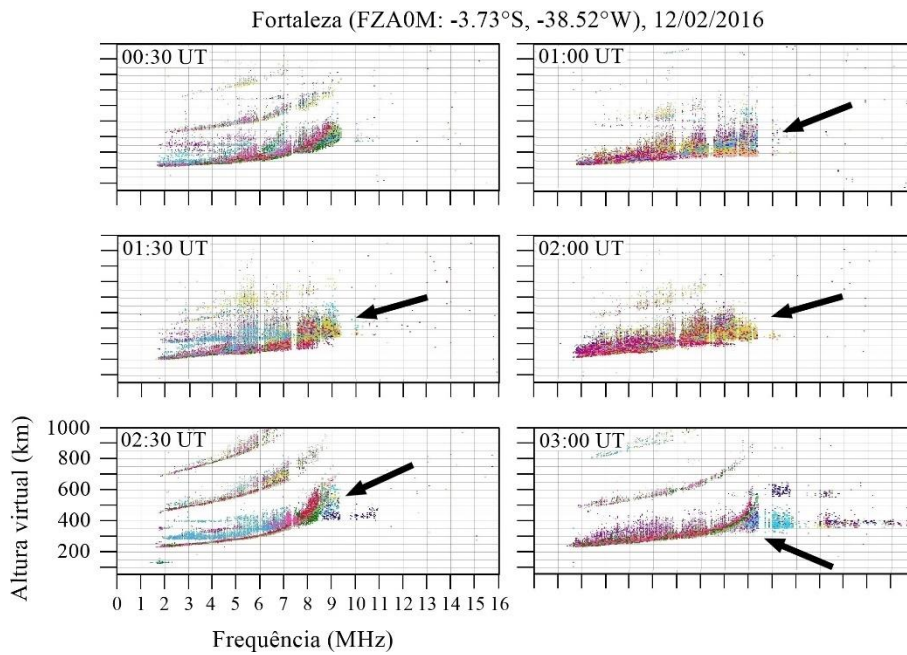 Fortaleza (FZA0M: -3.73°S, -38.52°W), 12/02/2016
00:30 UT
01:00 UT
01:30 UT
02:00 UT
02:30 UT
03:00 UT
Altura virtual (km)
1000
800
600
400
200
0 1 2 3 4 5 6 7 8 9 10 11 12 13 14 15 16
Frequência (MHz)